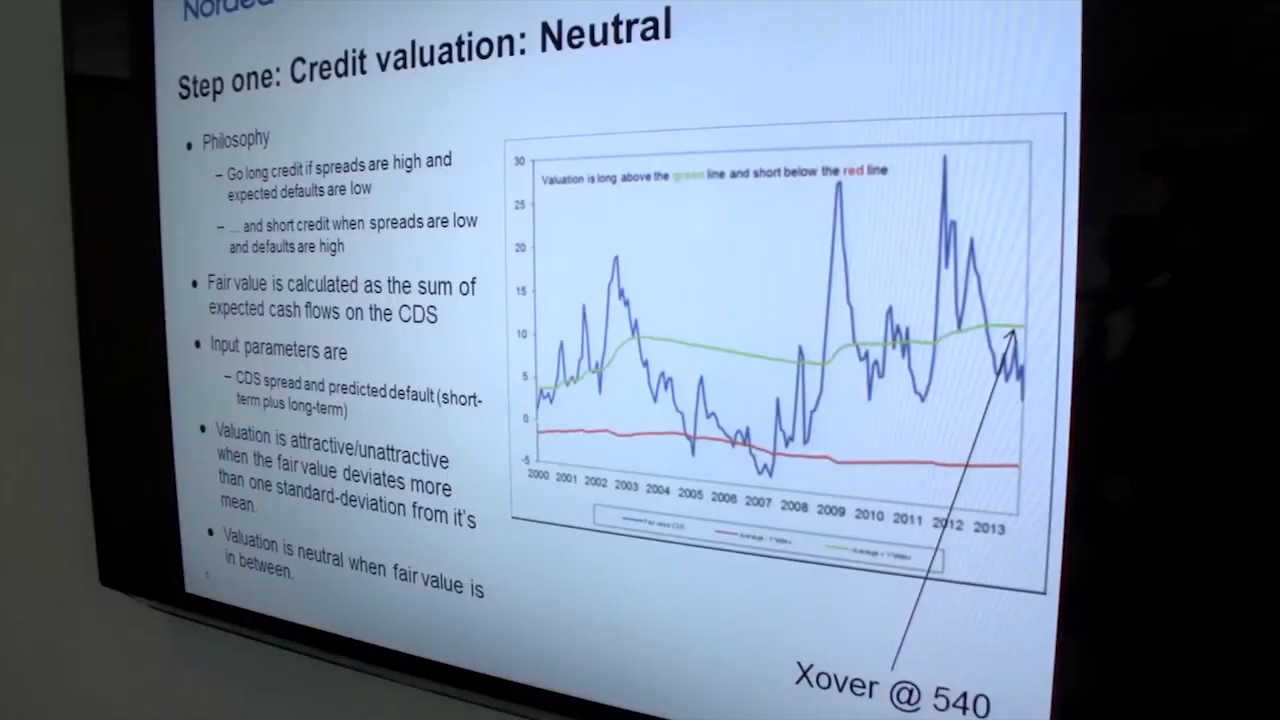 Nordea
Step one: Credit valuation: Neutral
• Philosophy
– Go long credit if spreads are high and
expected defaults are low
– ... and short credit when spreads are low
and defaults are high
• Fair value is calculated as the sum of
expected cash flows on the CDS
• Input parameters are
– CDS spread and predicted default (short-
term plus long-term)
• Valuation is attractive/unattractive
when the fair value deviates more
than one standard-deviation from it's
mean.
• Valuation is neutral when fair value is
in between.
Valuation is long above the green line and short below the red line
30
25
20
15
10
5
0
-5
2000 2001 2002 2003 2004 2005 2006 2007 2008 2009 2010 2011 2012 2013
Xover @ 540